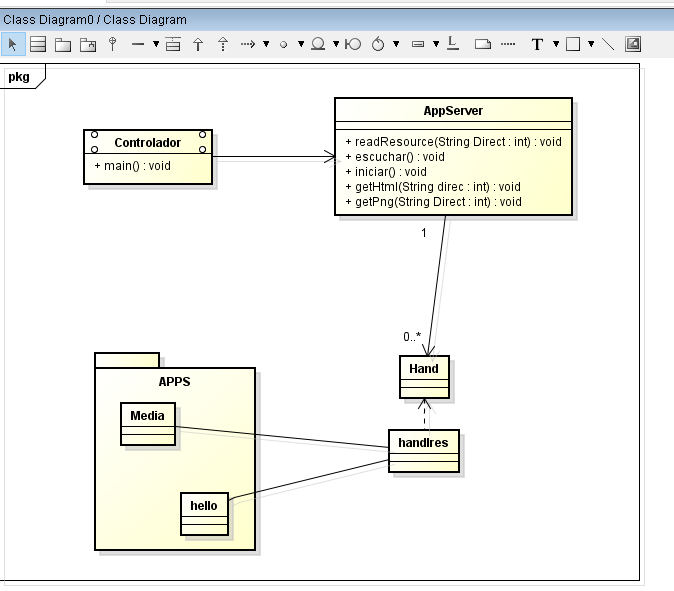 Class Diagram0 / Class Diagram
T
pkg
AppServer
+ readResource(String Direct : int) : void
+ escuchar() : void
+ iniciar() : void
+ getHtml(String direc : int) : void
+ getPng(String Direct : int) : void
Controlador
+ main() : void
1
0..*
Hand
handlres
APPS
Media
hello